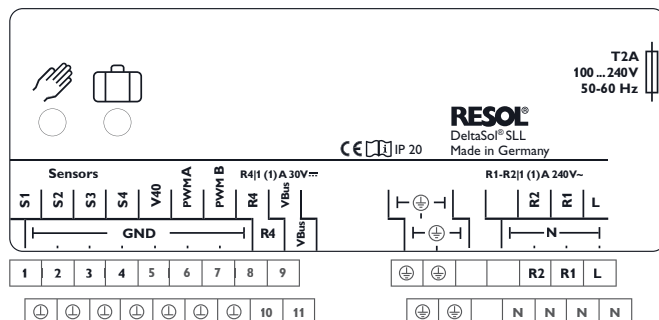 T2A
100 ... 240V
50-60 Hz
RESOL®
DeltaSol® SLL
Made in Germany
CE i IP 20
Sensors
R4|1 (1) A 30V⎓
R1-R2|1 (1) A 240V~
S1 S2 S3 S4 V40 PWM A PWM B R4 VBus R2 R1 L
GND R4 VBus N
1 2 3 4 5 6 7 8 9 R2 R1 L
10 11 N N N N